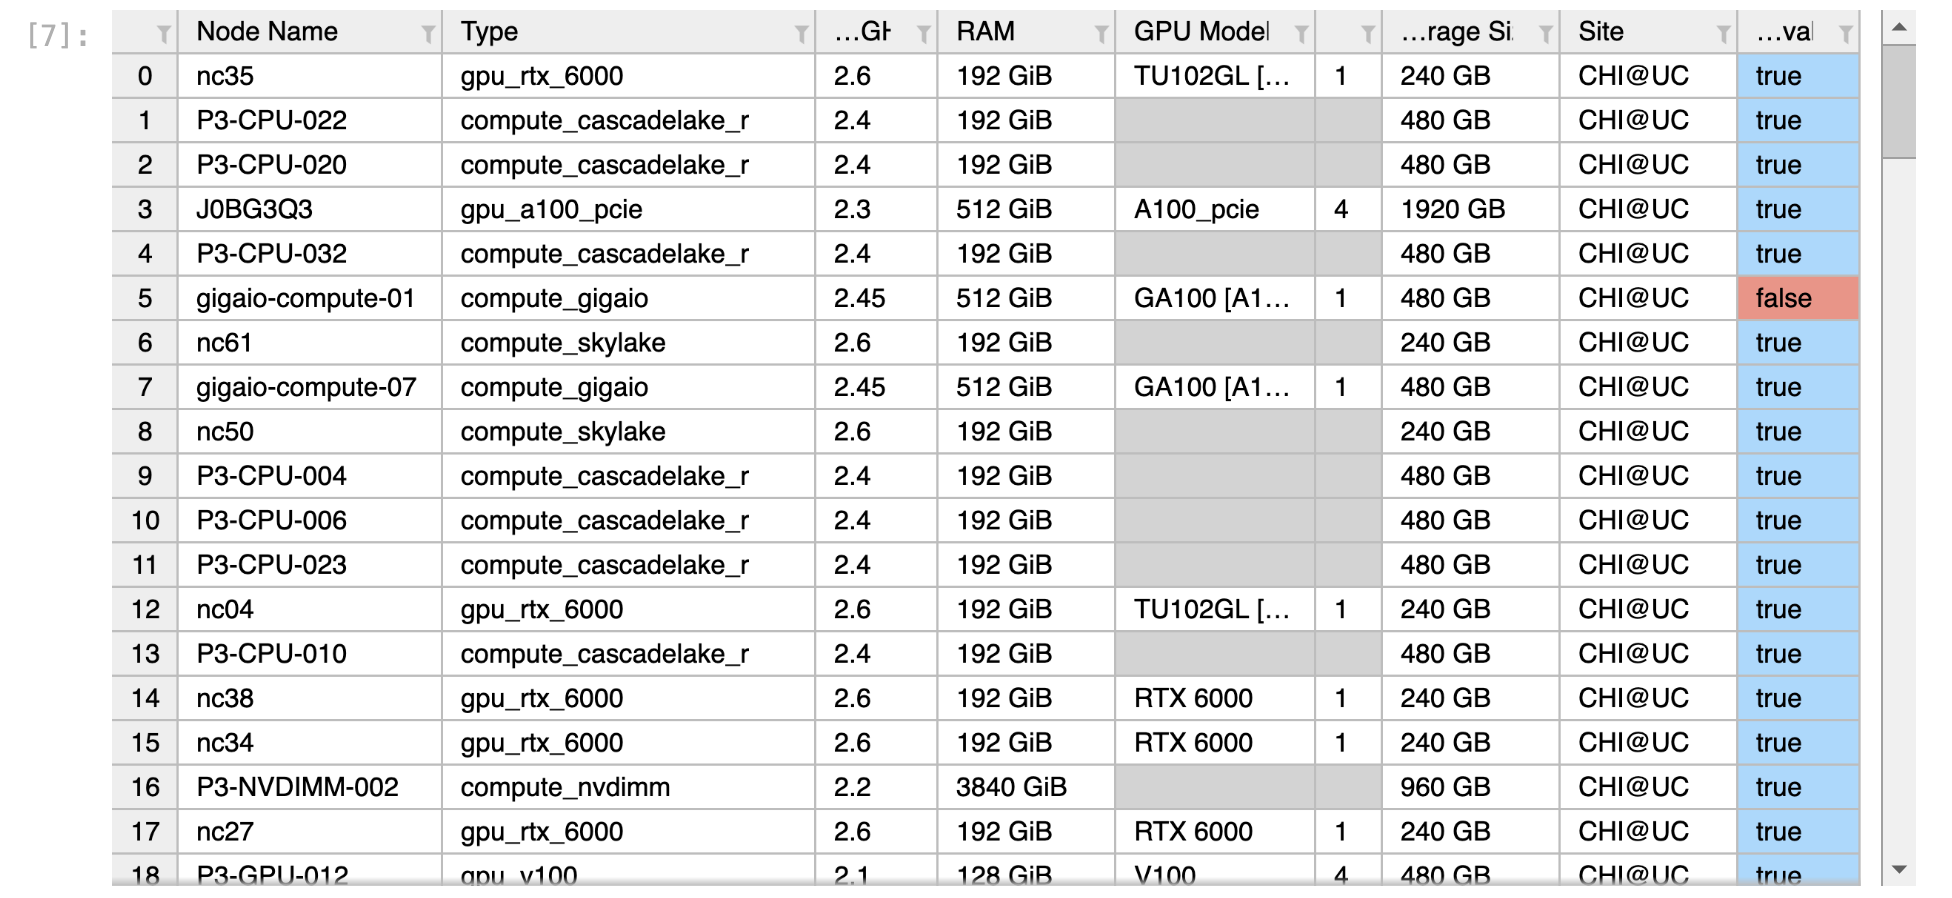 [7]:
Node Name Type …GH RAM GPU Model …rage Si Site …val
0 nc35 gpu_rtx_6000 2.6 192 GiB TU102GL [… 1 240 GB CHI@UC true
1 P3-CPU-022 compute_cascadelake_r 2.4 192 GiB 480 GB CHI@UC true
2 P3-CPU-020 compute_cascadelake_r 2.4 192 GiB 480 GB CHI@UC true
3 J0BG3Q3 gpu_a100_pcie 2.3 512 GiB A100_pcie 4 1920 GB CHI@UC true
4 P3-CPU-032 compute_cascadelake_r 2.4 192 GiB 480 GB CHI@UC true
5 gigaio-compute-01 compute_gigaio 2.45 512 GiB GA100 [A1… 1 480 GB CHI@UC false
6 nc61 compute_skylake 2.6 192 GiB 240 GB CHI@UC true
7 gigaio-compute-07 compute_gigaio 2.45 512 GiB GA100 [A1… 1 480 GB CHI@UC true
8 nc50 compute_skylake 2.6 192 GiB 240 GB CHI@UC true
9 P3-CPU-004 compute_cascadelake_r 2.4 192 GiB 480 GB CHI@UC true
10 P3-CPU-006 compute_cascadelake_r 2.4 192 GiB 480 GB CHI@UC true
11 P3-CPU-023 compute_cascadelake_r 2.4 192 GiB 480 GB CHI@UC true
12 nc04 gpu_rtx_6000 2.6 192 GiB TU102GL [… 1 240 GB CHI@UC true
13 P3-CPU-010 compute_cascadelake_r 2.4 192 GiB 480 GB CHI@UC true
14 nc38 gpu_rtx_6000 2.6 192 GiB RTX 6000 1 240 GB CHI@UC true
15 nc34 gpu_rtx_6000 2.6 192 GiB RTX 6000 1 240 GB CHI@UC true
16 P3-NVDIMM-002 compute_nvdimm 2.2 3840 GiB 960 GB CHI@UC true
17 nc27 gpu_rtx_6000 2.6 192 GiB RTX 6000 1 240 GB CHI@UC true
18 P3-GPU-012 gpu_v100 2.1 128 GiB V100 4 480 GB CHI@UC true